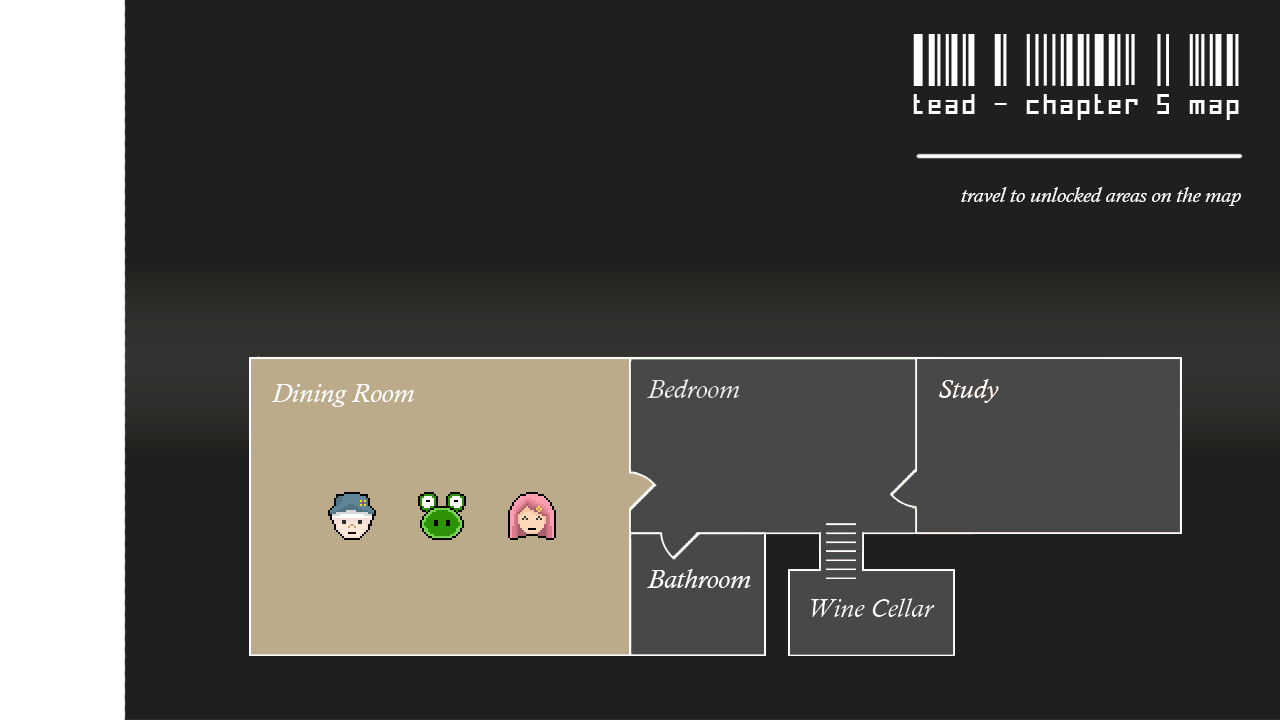 tead - chapter 5 map
travel to unlocked areas on the map
Dining Room
Bedroom
Study
Bathroom
Wine Cellar